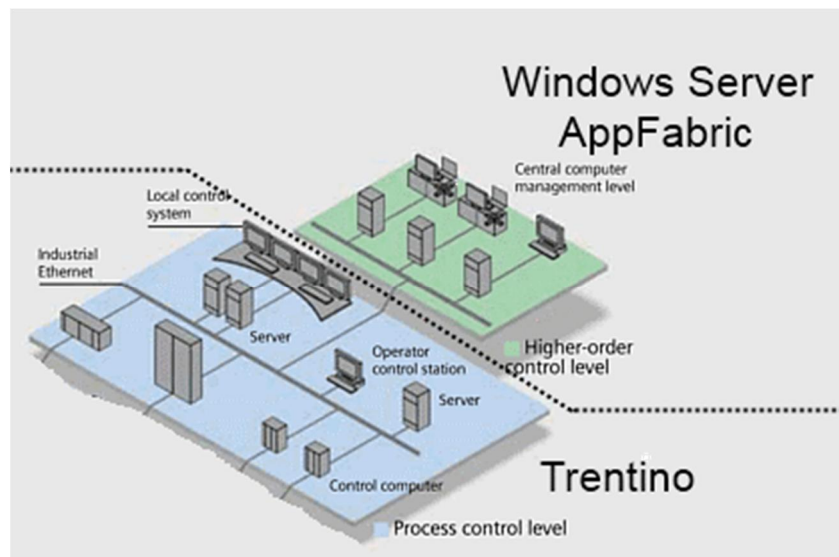 Windows Server
AppFabric
Central computer
management level
Local control
system
Industrial
Ethernet
Server
Operator
control station
Server
Higher-order
control level
Control computer
Trentino
Process control level